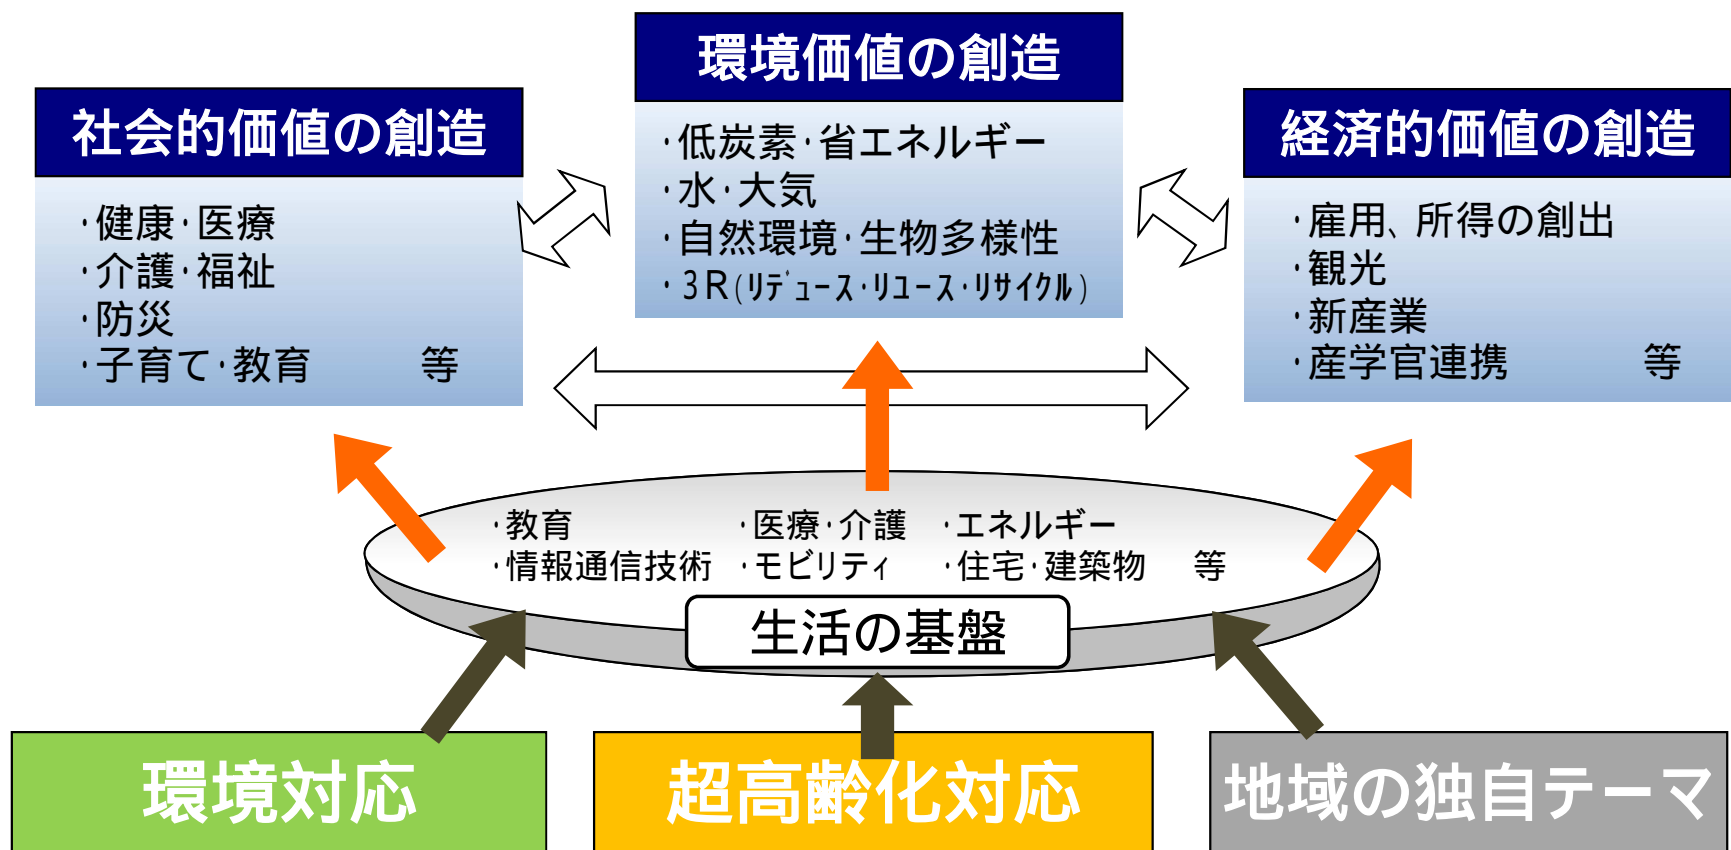 環境価値の創造
・低炭素・省エネルギー
・水・大気
・自然環境・生物多様性
・3R(ﾘﾃﾞｭｰｽ・ﾘﾕｰｽ・ﾘｻｲｸﾙ)
社会的価値の創造
・健康・医療
・介護・福祉
・防災
・子育て・教育 等
経済的価値の創造
・雇用、所得の創出
・観光
・新産業
・産学官連携 等
・教育 ・医療・介護 ・エネルギー
・情報通信技術 ・モビリティ ・住宅・建築物 等
生活の基盤
環境対応
超高齢化対応
地域の独自テーマ